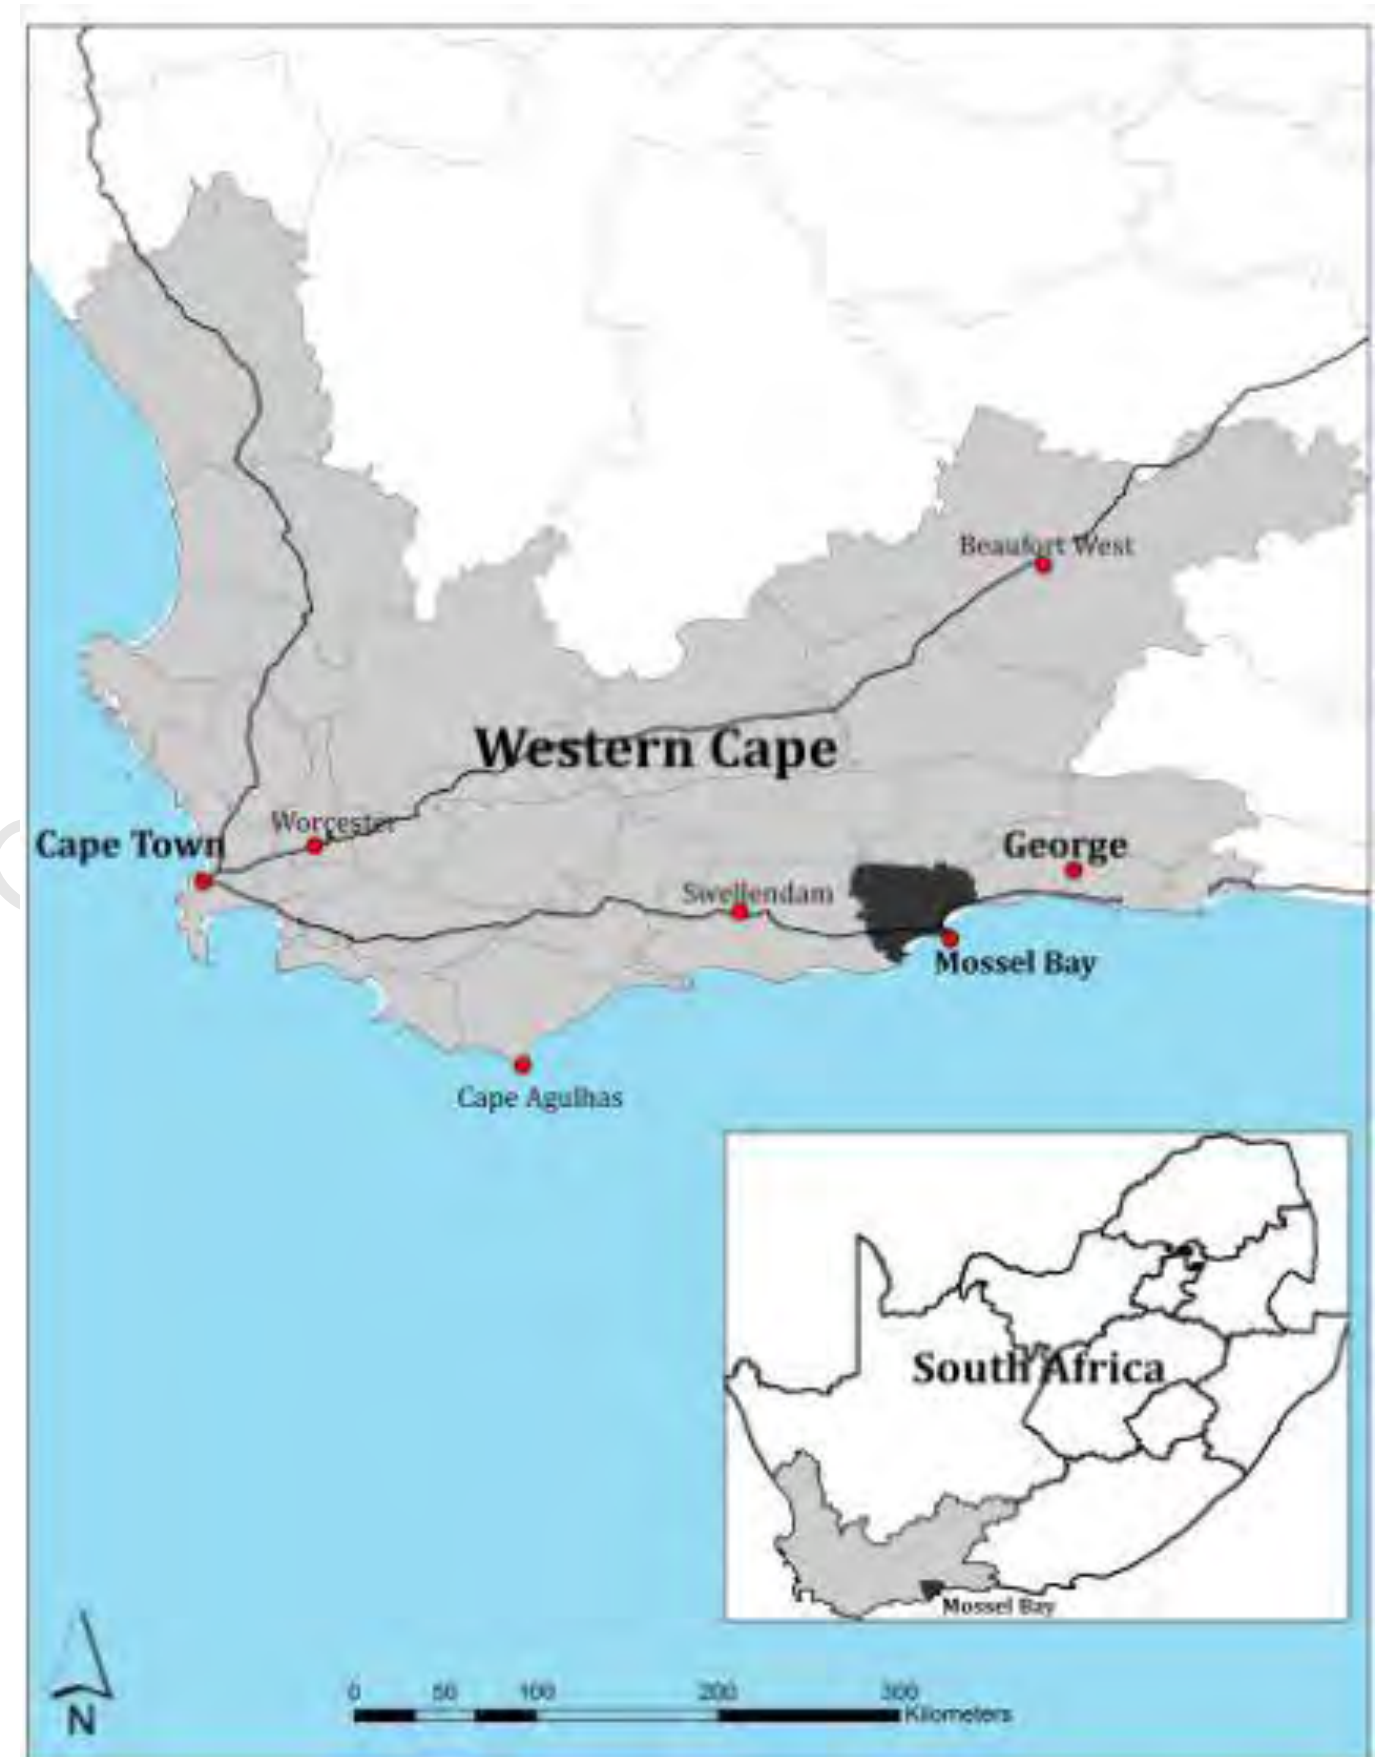 Beaufort West
Western Cape
Worcester
Cape Town
George
Swellendam
Mossel Bay
Cape Agulhas
South Africa
Mossel Bay
N
0 50 100 200 300
Kilometers